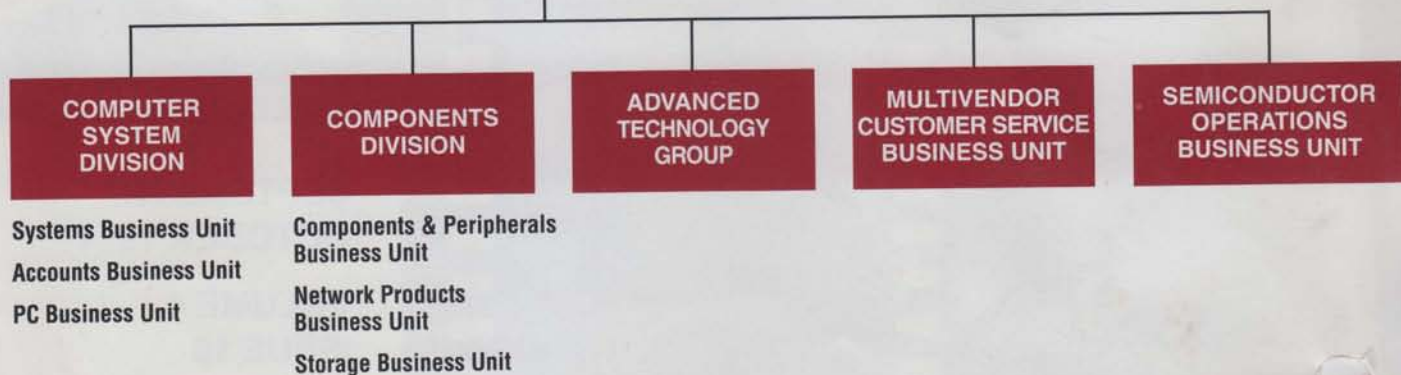 COMPUTER
SYSTEM
DIVISION
COMPONENTS
DIVISION
ADVANCED
TECHNOLOGY
GROUP
MULTIVENDOR
CUSTOMER SERVICE
BUSINESS UNIT
SEMICONDUCTOR
OPERATIONS
BUSINESS UNIT
Systems Business Unit
Accounts Business Unit
PC Business Unit
Components & Peripherals
Business Unit
Network Products
Business Unit
Storage Business Unit